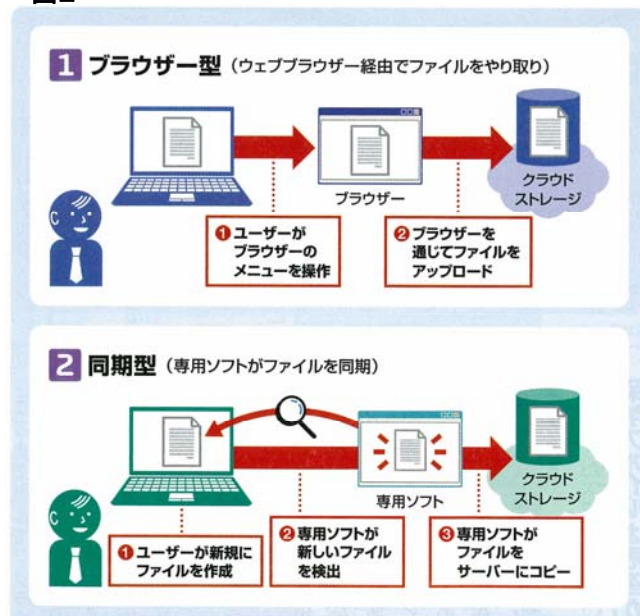 1 ブラウザー型（ウェブブラウザー経由でファイルをやり取り）
ブラウザー
クラウド
ストレージ
❶ユーザーが
ブラウザーの
メニューを操作
❷ブラウザーを
通じてファイルを
アップロード
2 同期型（専用ソフトがファイルを同期）
専用ソフト
クラウド
ストレージ
❶ユーザーが新規に
ファイルを作成
❷専用ソフトが
新しいファイル
を検出
❸専用ソフトが
ファイルを
サーバーにコピー